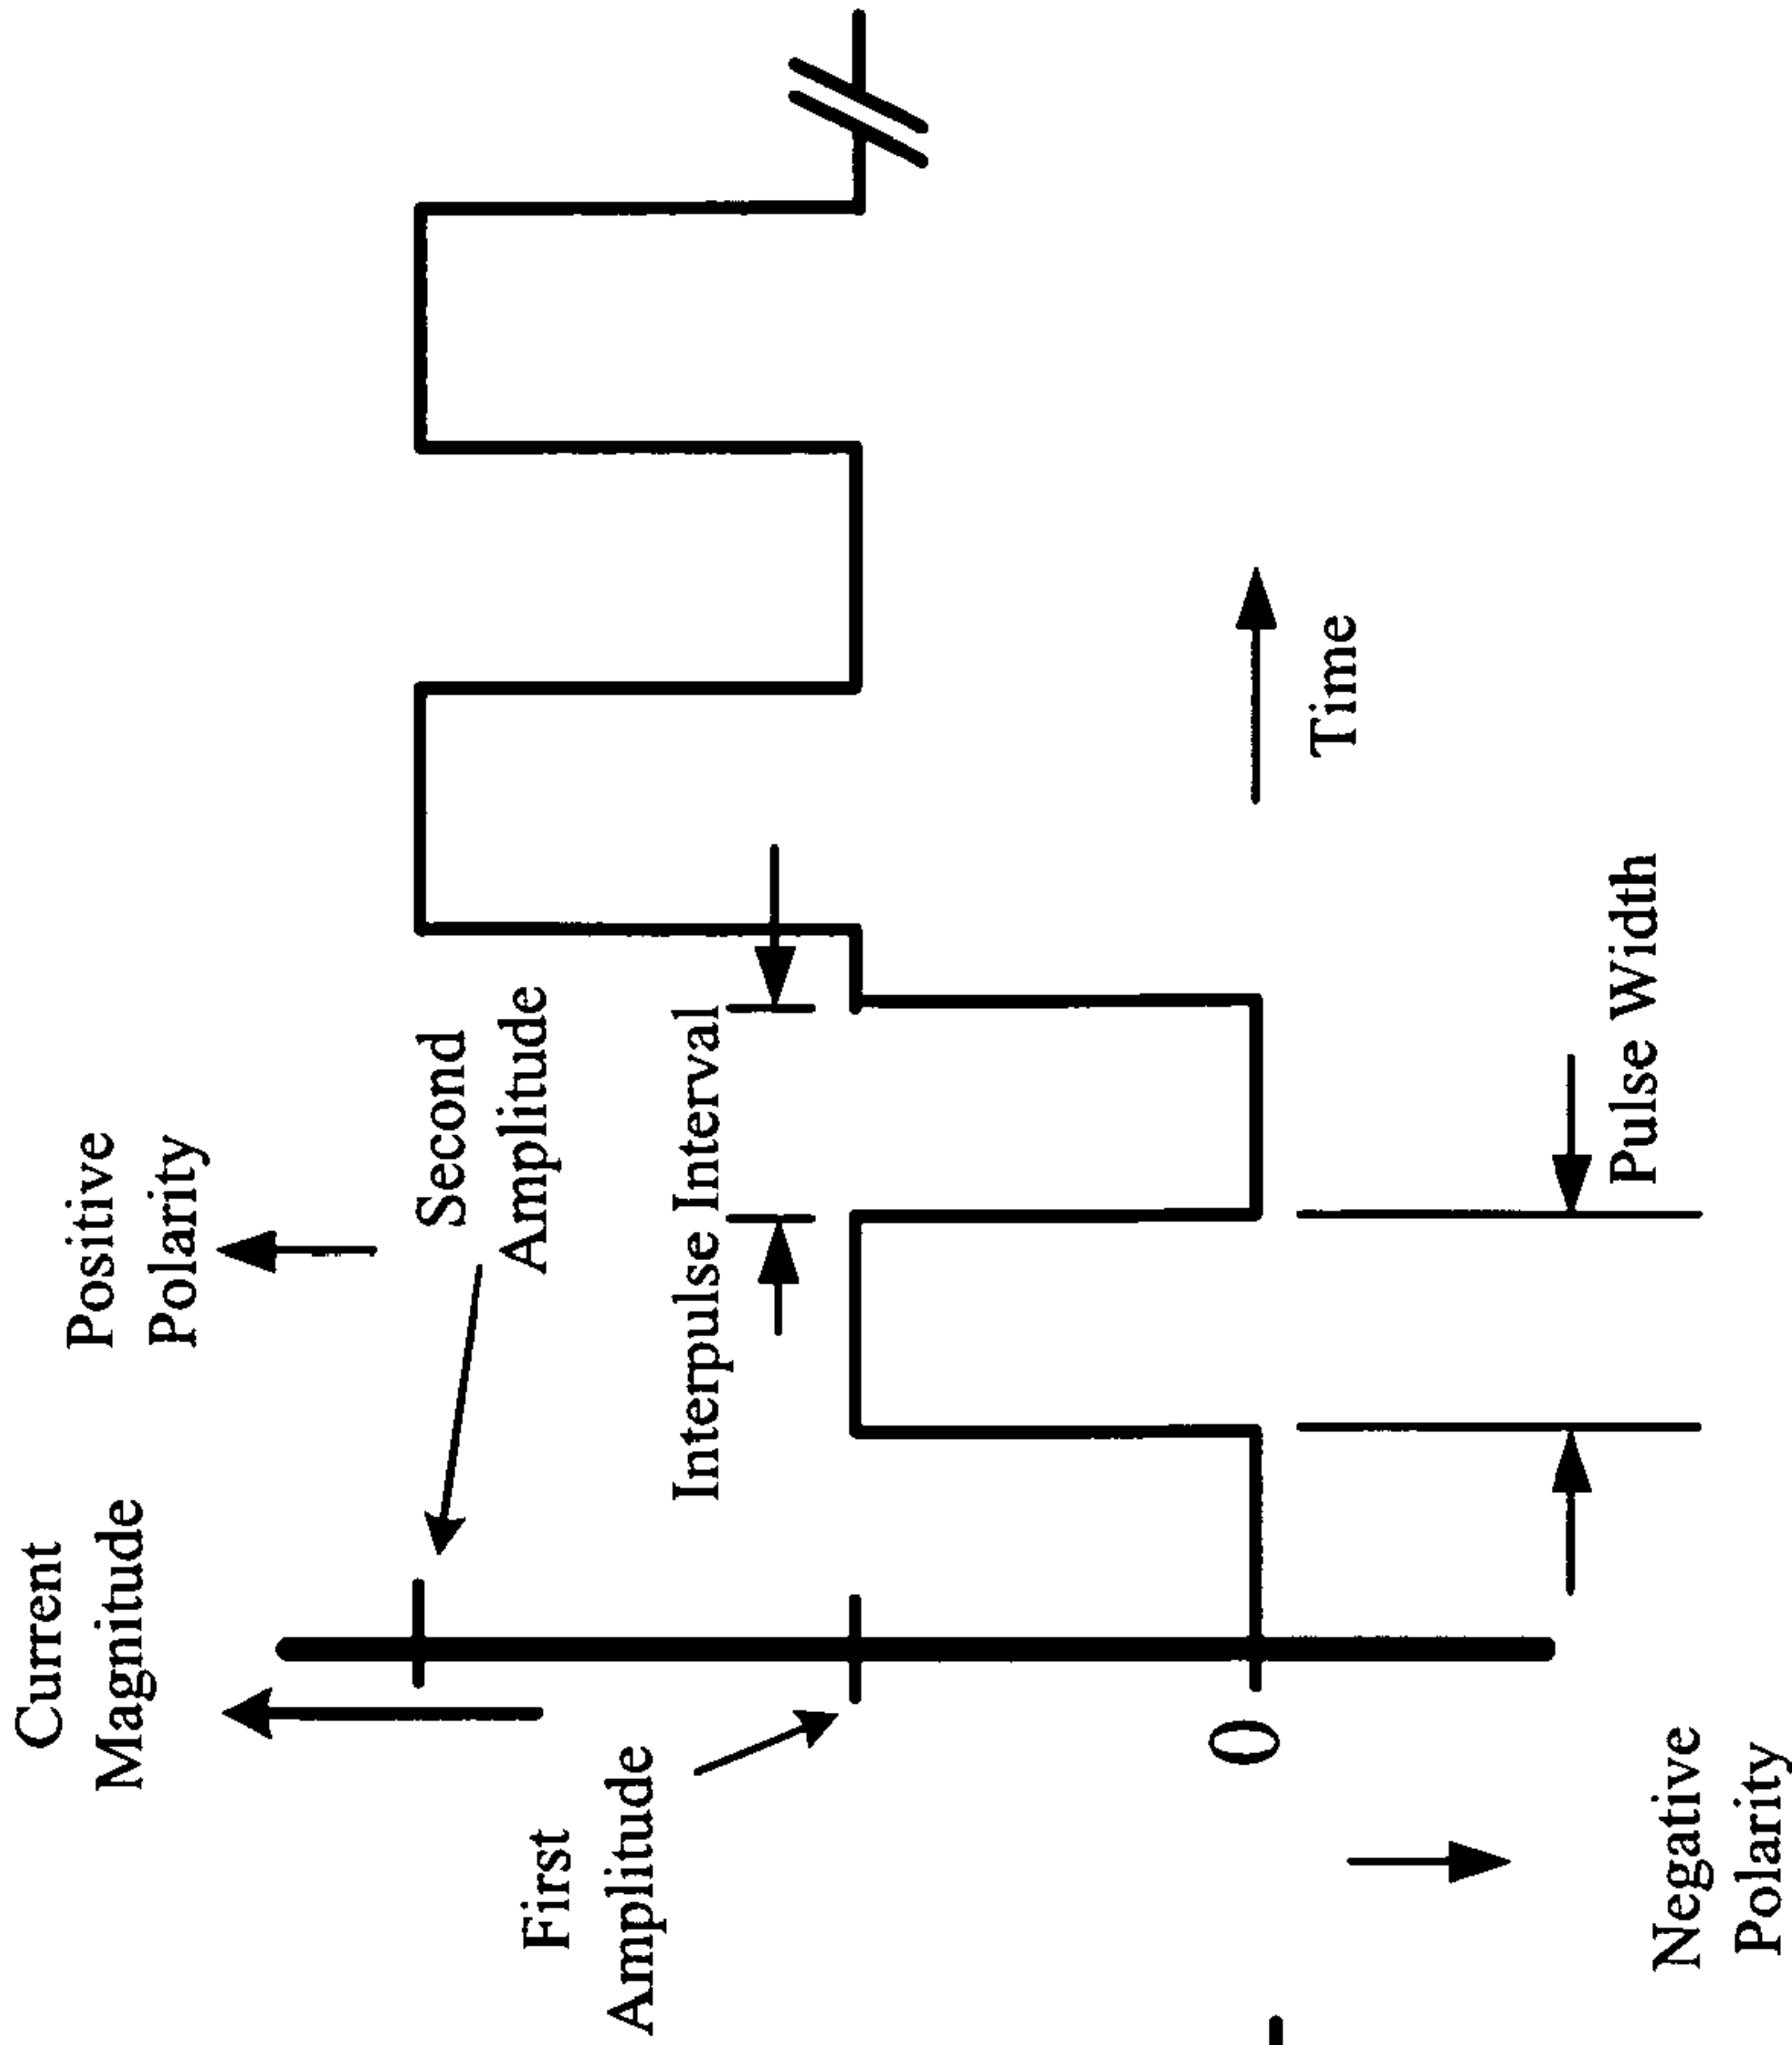 Current
Magnitude
Positive
Polarity
First
Amplitude
Second
Amplitude
Interpulse Interval
0
Time
Negative
Polarity
Pulse Width